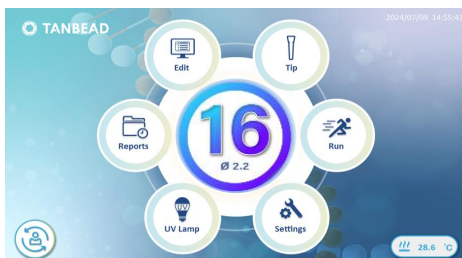 TANBEAD
2024/07/09 14:55:43
Edit
Tip
Reports
16
Ø 2.2
Run
UV
UV Lamp
Settings
28.6 °C